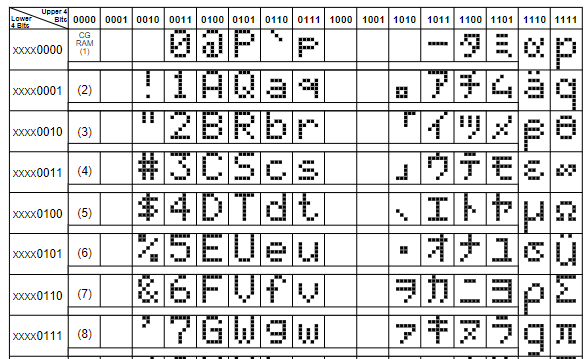 Upper 4 Bits
Lower 4 Bits
0000 0001 0010 0011 0100 0101 0110 0111 1000 1001 1010 1011 1100 1101 1110 1111
xxxx0000 CG RAM (1) 0 @ P ` p ー タ ミ α p
xxxx0001 (2) ! 1 A Q a q 。 ア チ ム ä q
xxxx0010 (3) " 2 B R b r 「 イ ツ メ β θ
xxxx0011 (4) # 3 C S c s 」 ウ テ モ ε ∞
xxxx0100 (5) $ 4 D T d t 、 エ ト ヤ μ Ω
xxxx0101 (6) % 5 E U e u ・ オ ナ ユ σ ü
xxxx0110 (7) & 6 F V f v ヲ カ ニ ヨ ρ Σ
xxxx0111 (8) ' 7 G W g w ァ キ ヌ ラ g π